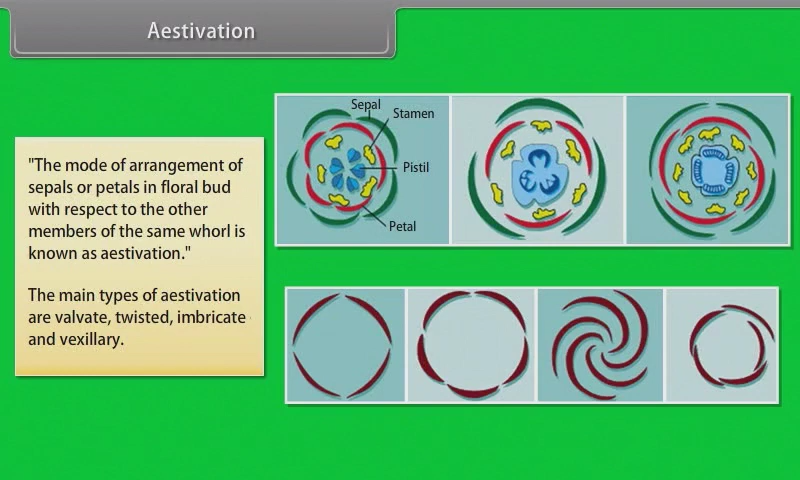 Aestivation
"The mode of arrangement of
sepals or petals in floral bud
with respect to the other
members of the same whorl is
known as aestivation."
The main types of aestivation
are valvate, twisted, imbricate
and vexillary.
Sepal
Stamen
Pistil
Petal